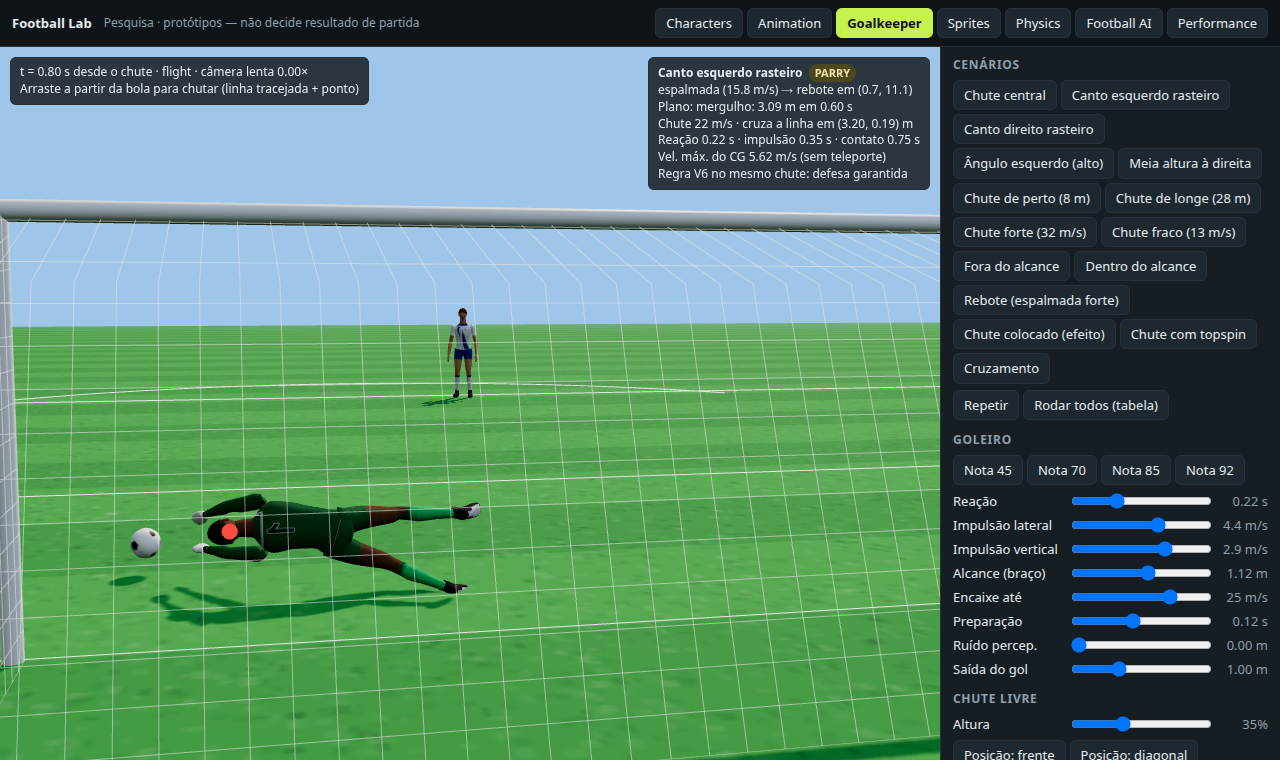 Football Lab
Pesquisa · protótipos — não decide resultado de partida
Characters
Animation
Goalkeeper
Sprites
Physics
Football AI
Performance
t = 0.80 s desde o chute · flight · câmera lenta 0.00×
Arraste a partir da bola para chutar (linha tracejada + ponto)
Canto esquerdo rasteiro PARRY
espalmada (15.8 m/s) → rebote em (0.7, 11.1)
Plano: mergulho: 3.09 m em 0.60 s
Chute 22 m/s · cruza a linha em (3.20, 0.19) m
Reação 0.22 s · impulsão 0.35 s · contato 0.75 s
Vel. máx. do CG 5.62 m/s (sem teleporte)
Regra V6 no mesmo chute: defesa garantida
CENÁRIOS
Chute central
Canto esquerdo rasteiro
Canto direito rasteiro
Ângulo esquerdo (alto)
Meia altura à direita
Chute de perto (8 m)
Chute de longe (28 m)
Chute forte (32 m/s)
Chute fraco (13 m/s)
Fora do alcance
Dentro do alcance
Rebote (espalmada forte)
Chute colocado (efeito)
Chute com topspin
Cruzamento
Repetir
Rodar todos (tabela)
GOLEIRO
Nota 45
Nota 70
Nota 85
Nota 92
Reação 0.22 s
Impulsão lateral 4.4 m/s
Impulsão vertical 2.9 m/s
Alcance (braço) 1.12 m
Encaixe até 25 m/s
Preparação 0.12 s
Ruído percep. 0.00 m
Saída do gol 1.00 m
CHUTE LIVRE
Altura 35%
Posição: frente
Posição: diagonal